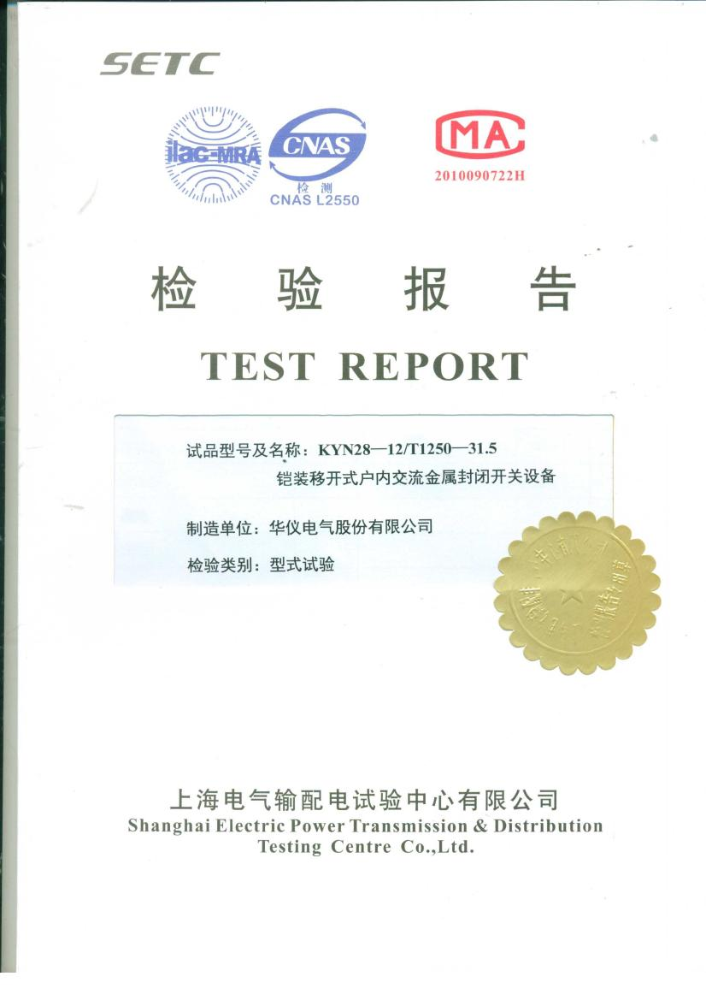 SETC
ilac-MRA
CNAS
检 测
CNAS L2550
MA
2010090722H
检 验 报 告
TEST REPORT
试品型号及名称：KYN28—12/T1250—31.5
铠装移开式户内交流金属封闭开关设备
制造单位：华仪电气股份有限公司
检验类别：型式试验
上海电气输配电试验中心有限公司
Shanghai Electric Power Transmission & Distribution
Testing Centre Co.,Ltd.